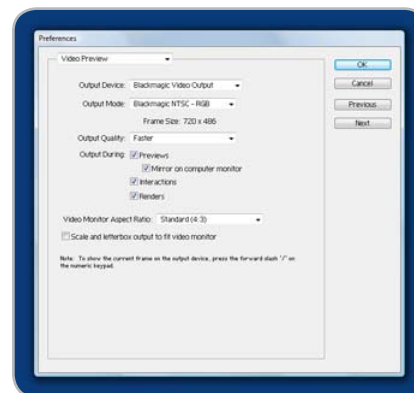 Preferences
Video Preview
OK
Cancel
Previous
Next
Output Device: Blackmagic Video Output
Output Mode: Blackmagic NTSC - RGB
Frame Size: 720 x 486
Output Quality: Faster
Output During: Previews
Mirror on computer monitor
Interactions
Renders
Video Monitor Aspect Ratio: Standard (4:3)
Scale and letterbox output to fit video monitor
Note: To show the current frame on the output device, press the forward slash "/" on
the numeric keypad.